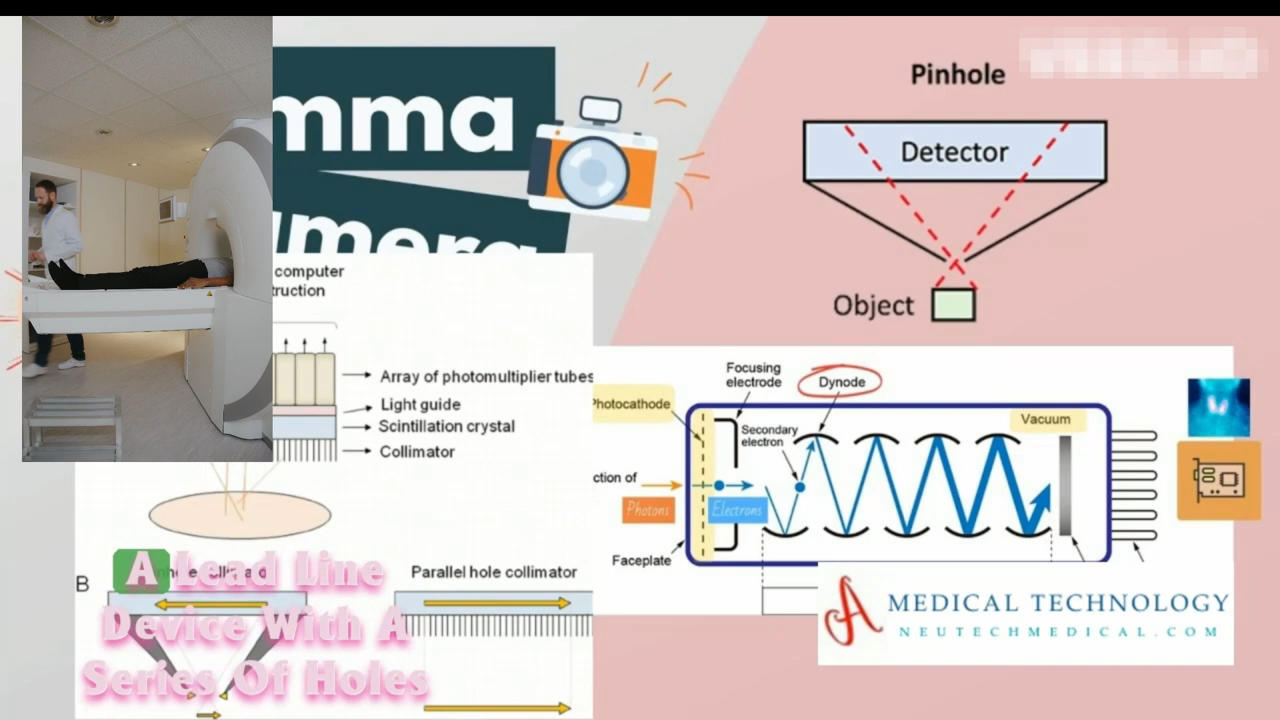 mma
Pinhole
Detector
Object
computer
truction
Array of photomultiplier tubes
Light guide
Scintillation crystal
Collimator
Focusing
electrode
Dynode
Photocathode
Secondary
electron
Vacuum
ction of
Photons
Electrons
Faceplate
B
Parallel hole collimator
A Lead Line
Device With A
Series Of Holes
MEDICAL TECHNOLOGY
NEUTECHMEDICAL.COM